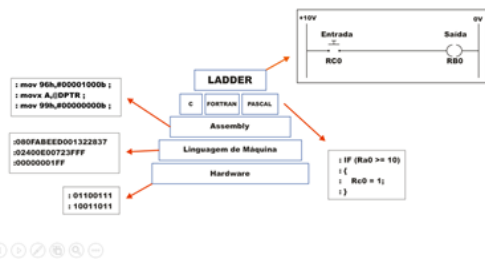 +10V
0V
Entrada
Saída
RC0
RB0
LADDER
C
FORTRAN
PASCAL
Assembly
Linguagem de Máquina
Hardware
: mov 96h,#00001000b ;
: movx A,@DPTR ;
: mov 99h,#00000000b ;
:080FABEED001322837
:02400E00723FFF
:00000001FF
: 01100111
: 10011011
: IF (Ra0 >= 10)
: {
: Rc0 = 1;
: }